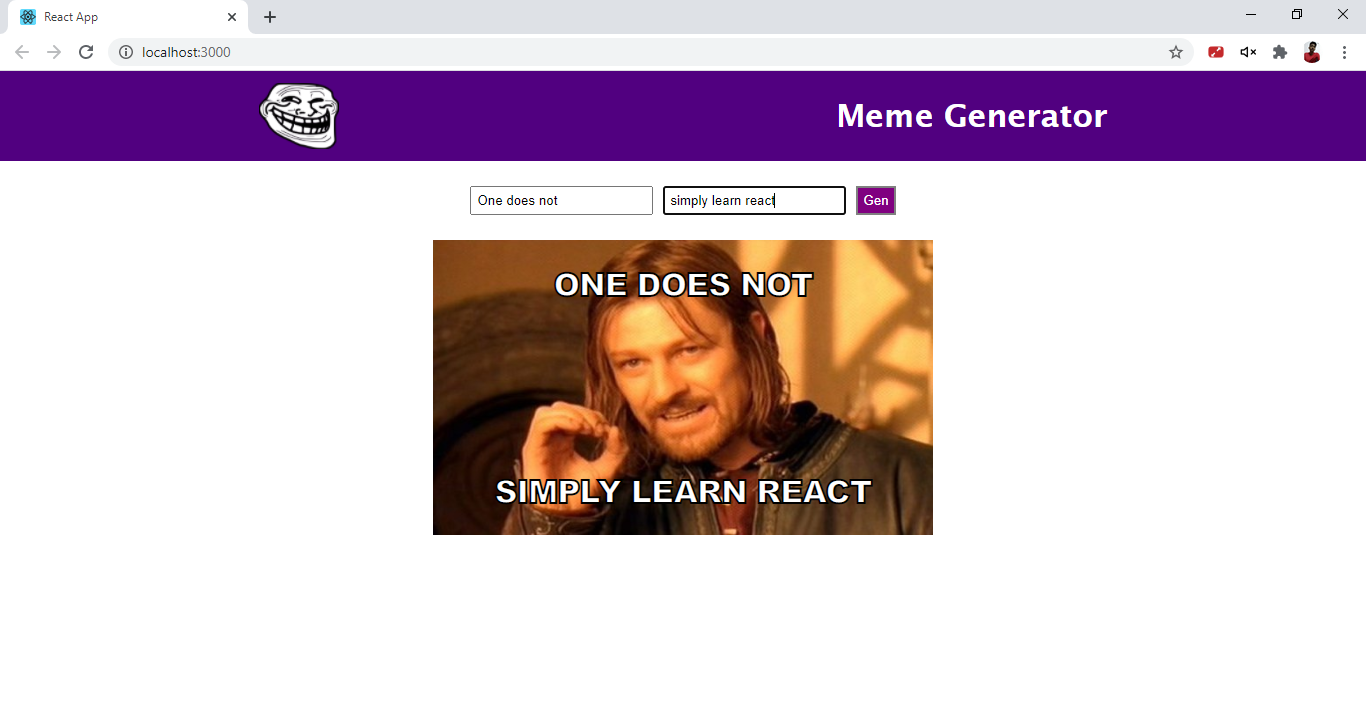 React App
localhost:3000
Meme Generator
One does not
simply learn react
Gen
ONE DOES NOT
SIMPLY LEARN REACT